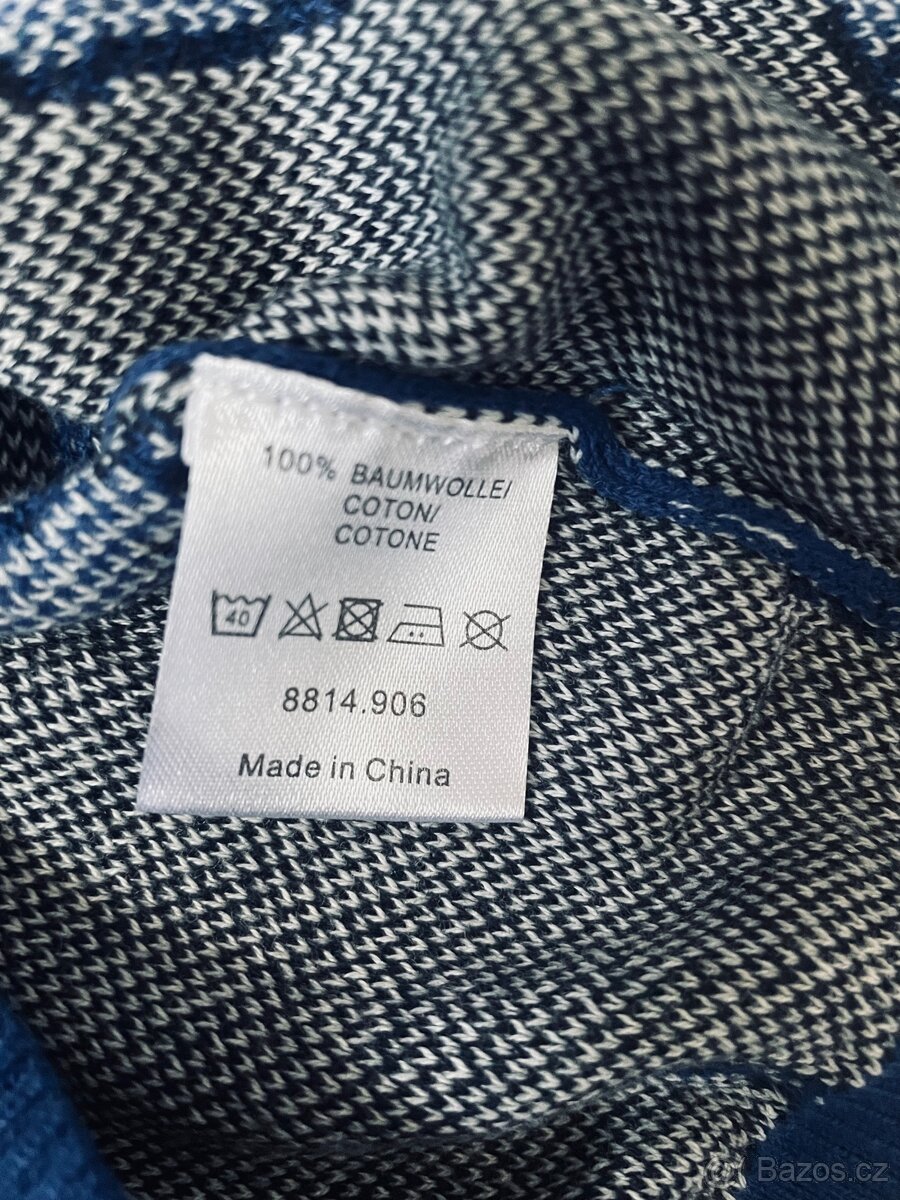 100% BAUMWOLLE/
COTON/
COTONE
40
8814.906
Made in China
Bazos.cz